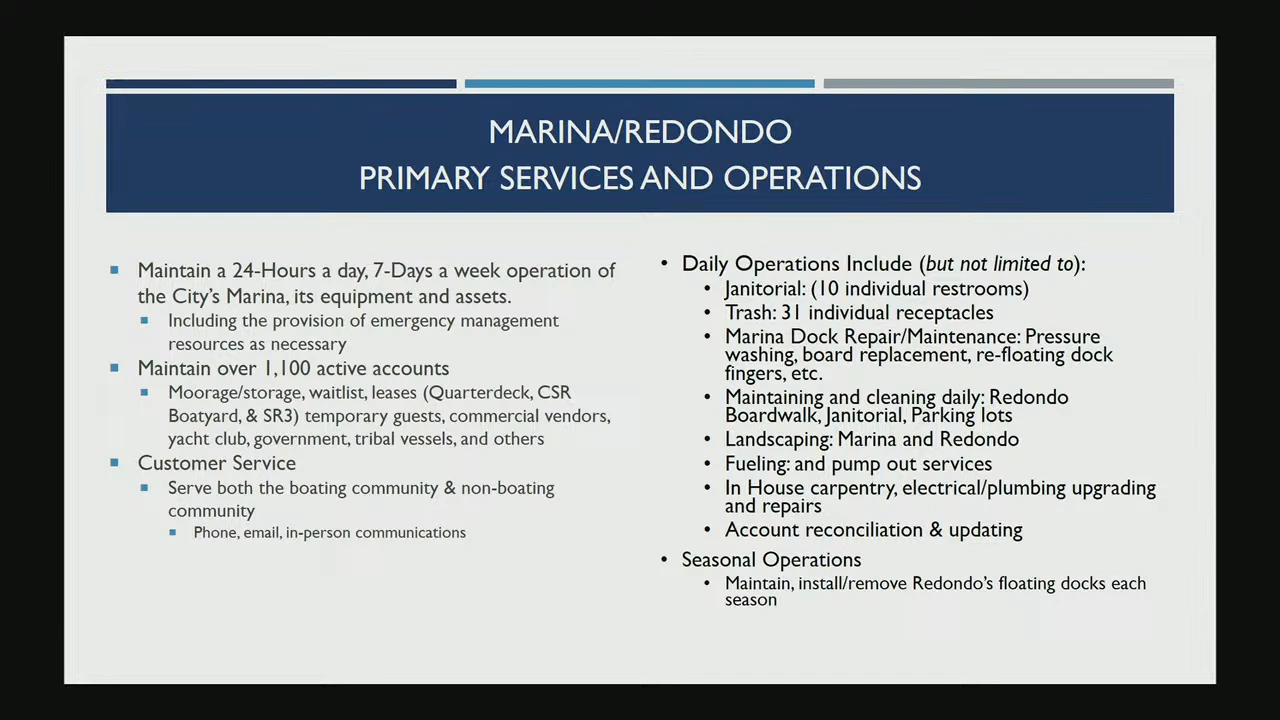 MARINA/REDONDO
PRIMARY SERVICES AND OPERATIONS
Maintain a 24-Hours a day, 7-Days a week operation of
the City's Marina, its equipment and assets.
Including the provision of emergency management
resources as necessary
Maintain over 1,100 active accounts
Moorage/storage, waitlist, leases (Quarterdeck, CSR
Boatyard, & SR3) temporary guests, commercial vendors,
yacht club, government, tribal vessels, and others
Customer Service
Serve both the boating community & non-boating
community
Phone, email, in-person communications
• Daily Operations Include (but not limited to):
• Janitorial: (10 individual restrooms)
• Trash: 31 individual receptacles
• Marina Dock Repair/Maintenance: Pressure
washing, board replacement, re-floating dock
fingers, etc.
• Maintaining and cleaning daily: Redondo
Boardwalk, Janitorial, Parking lots
• Landscaping: Marina and Redondo
• Fueling: and pump out services
• In House carpentry, electrical/plumbing upgrading
and repairs
• Account reconciliation & updating
• Seasonal Operations
• Maintain, install/remove Redondo's floating docks each
season